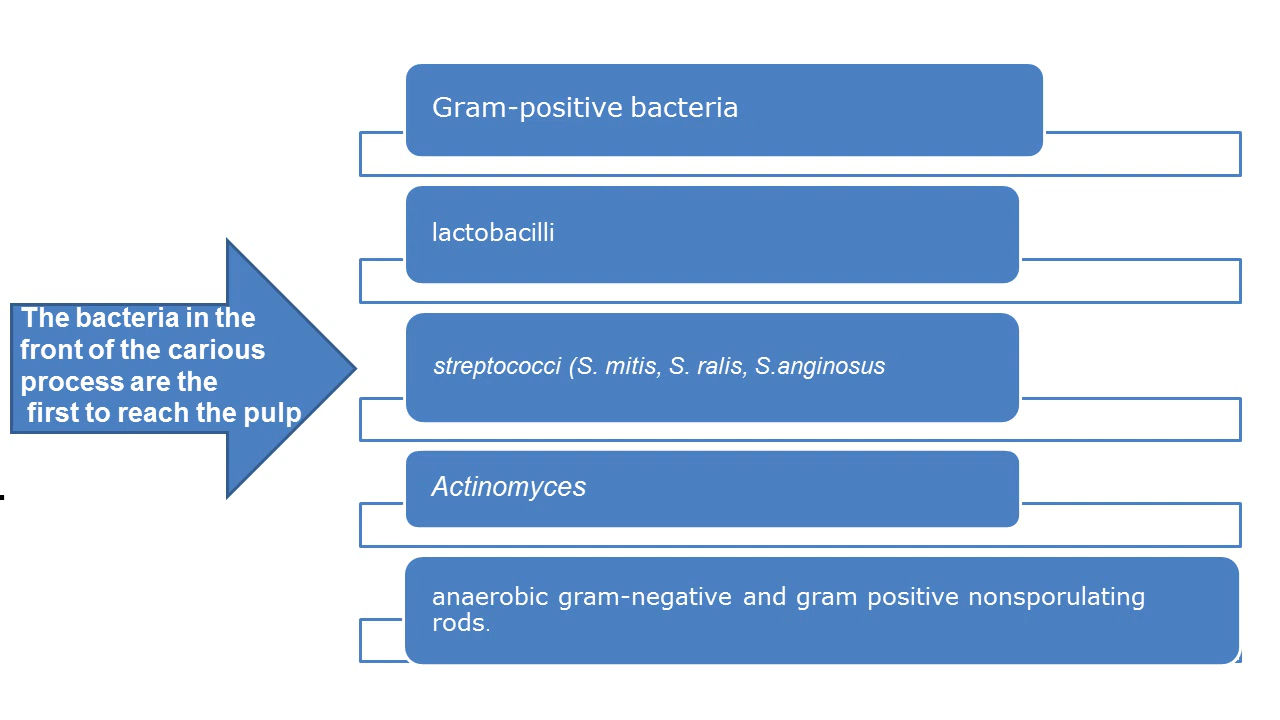 The bacteria in the
front of the carious
process are the
first to reach the pulp
.
Gram-positive bacteria
lactobacilli
streptococci (S. mitis, S. ralis, S.anginosus
Actinomyces
anaerobic gram-negative and gram positive nonsporulating
rods.